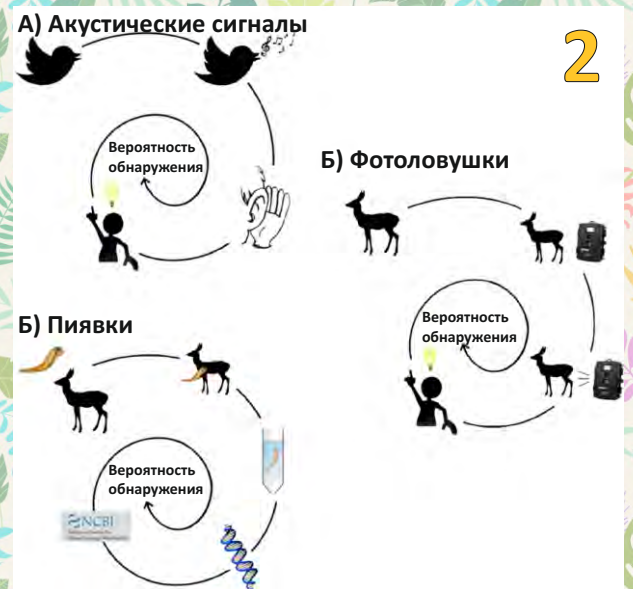 А) Акустические сигналы
2
Вероятность
обнаружения
Б) Фотоловушки
Вероятность
обнаружения
Б) Пиявки
Вероятность
обнаружения
NCBI